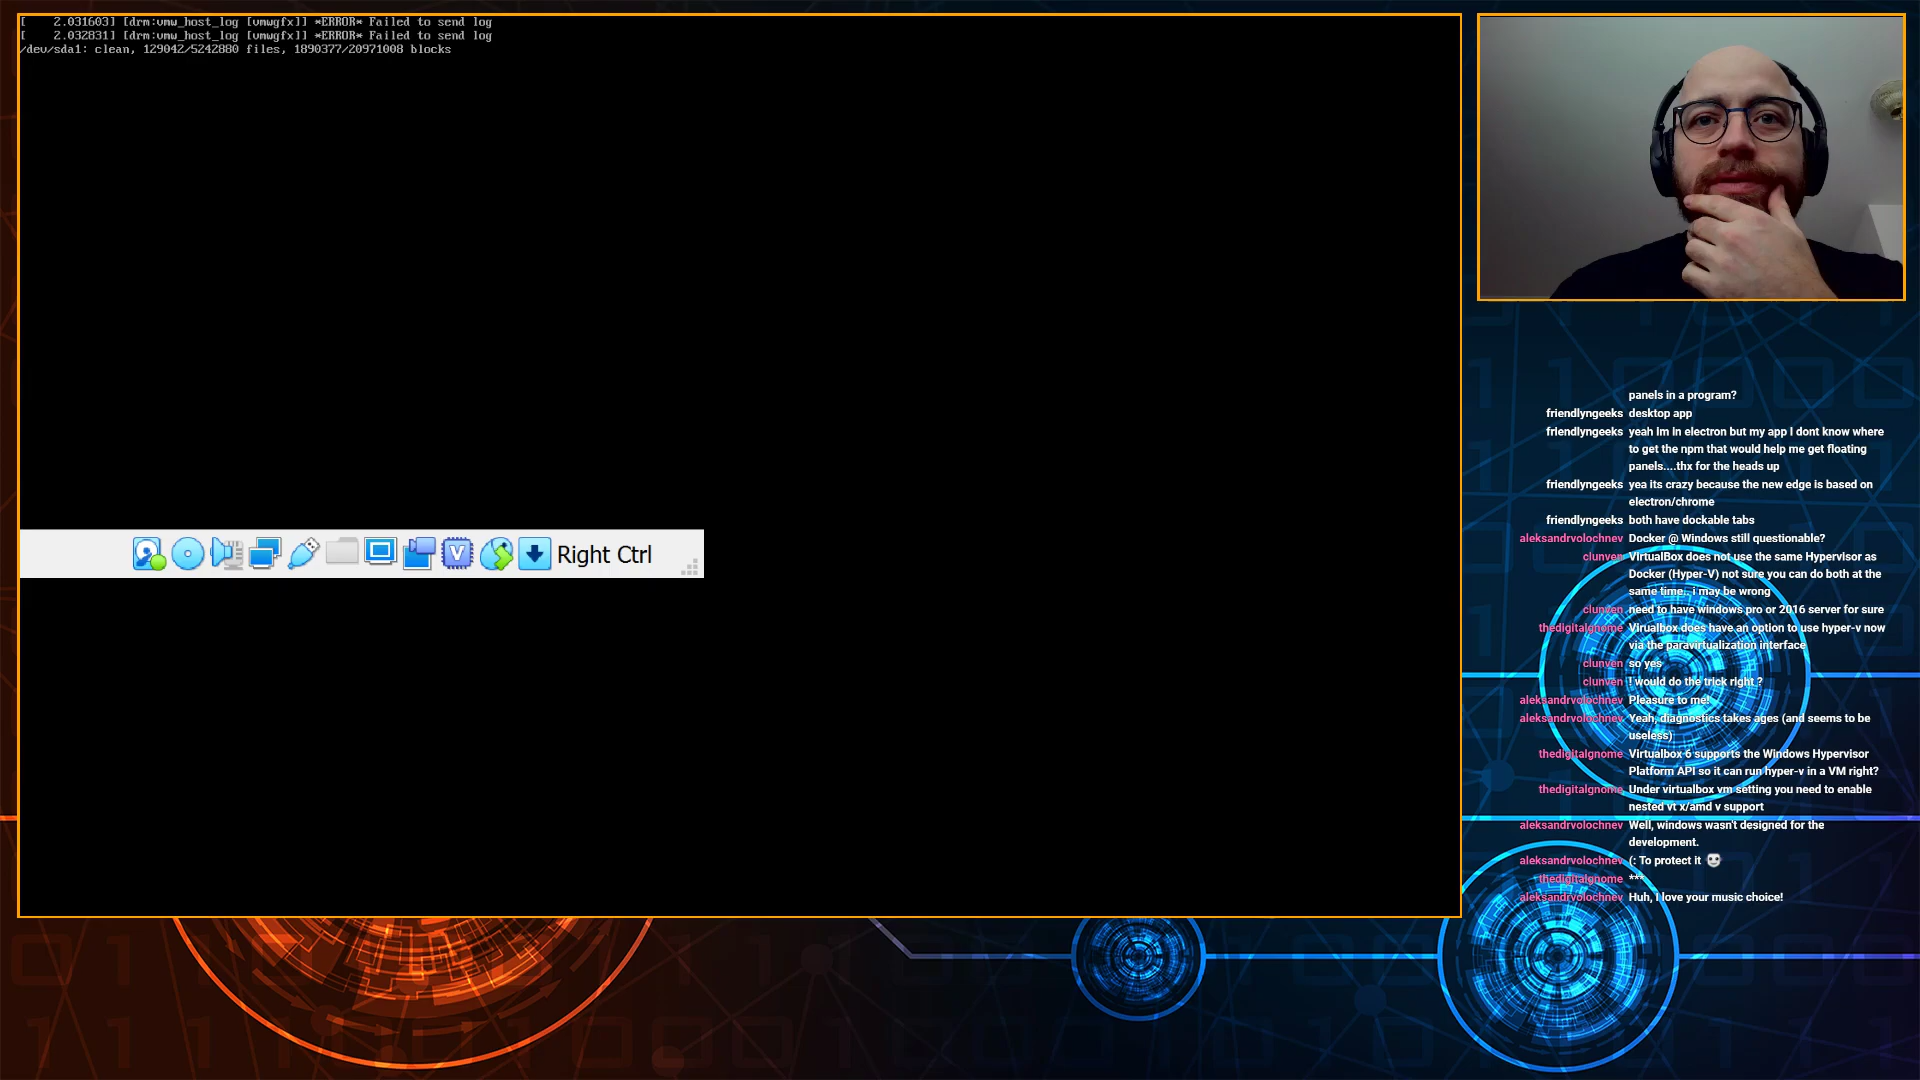 [    2.031603] [drm:vmw_host_log [vmwgfx]] *ERROR* Failed to send log
[    2.032831] [drm:vmw_host_log [vmwgfx]] *ERROR* Failed to send log
/dev/sda1: clean, 129042/5242880 files, 1890377/20971008 blocks
Right Ctrl
panels in a program?
friendlyngeeks desktop app
friendlyngeeks yeah Im in electron but my app I dont know where
to get the npm that would help me get floating
panels....thx for the heads up
friendlyngeeks yea its crazy because the new edge is based on
electron/chrome
friendlyngeeks both have dockable tabs
aleksandrvolochnev Docker @ Windows still questionable?
clunven VirtualBox does not use the same Hypervisor as
Docker (Hyper-V) not sure you can do both at the
same time.. i may be wrong
clunven need to have windows pro or 2016 server for sure
thedigitalgnome Virualbox does have an option to use hyper-v now
via the paravirtualization interface
clunven so yes
clunven ! would do the trick right ?
aleksandrvolochnev Pleasure to me!
aleksandrvolochnev Yeah, diagnostics takes ages (and seems to be
useless)
thedigitalgnome Virtualbox 6 supports the Windows Hypervisor
Platform API so it can run hyper-v in a VM right?
thedigitalgnome Under virtualbox vm setting you need to enable
nested vt x/amd v support
aleksandrvolochnev Well, windows wasn't designed for the
development.
aleksandrvolochnev (: To protect it
thedigitalgnome ***
aleksandrvolochnev Huh, I love your music choice!